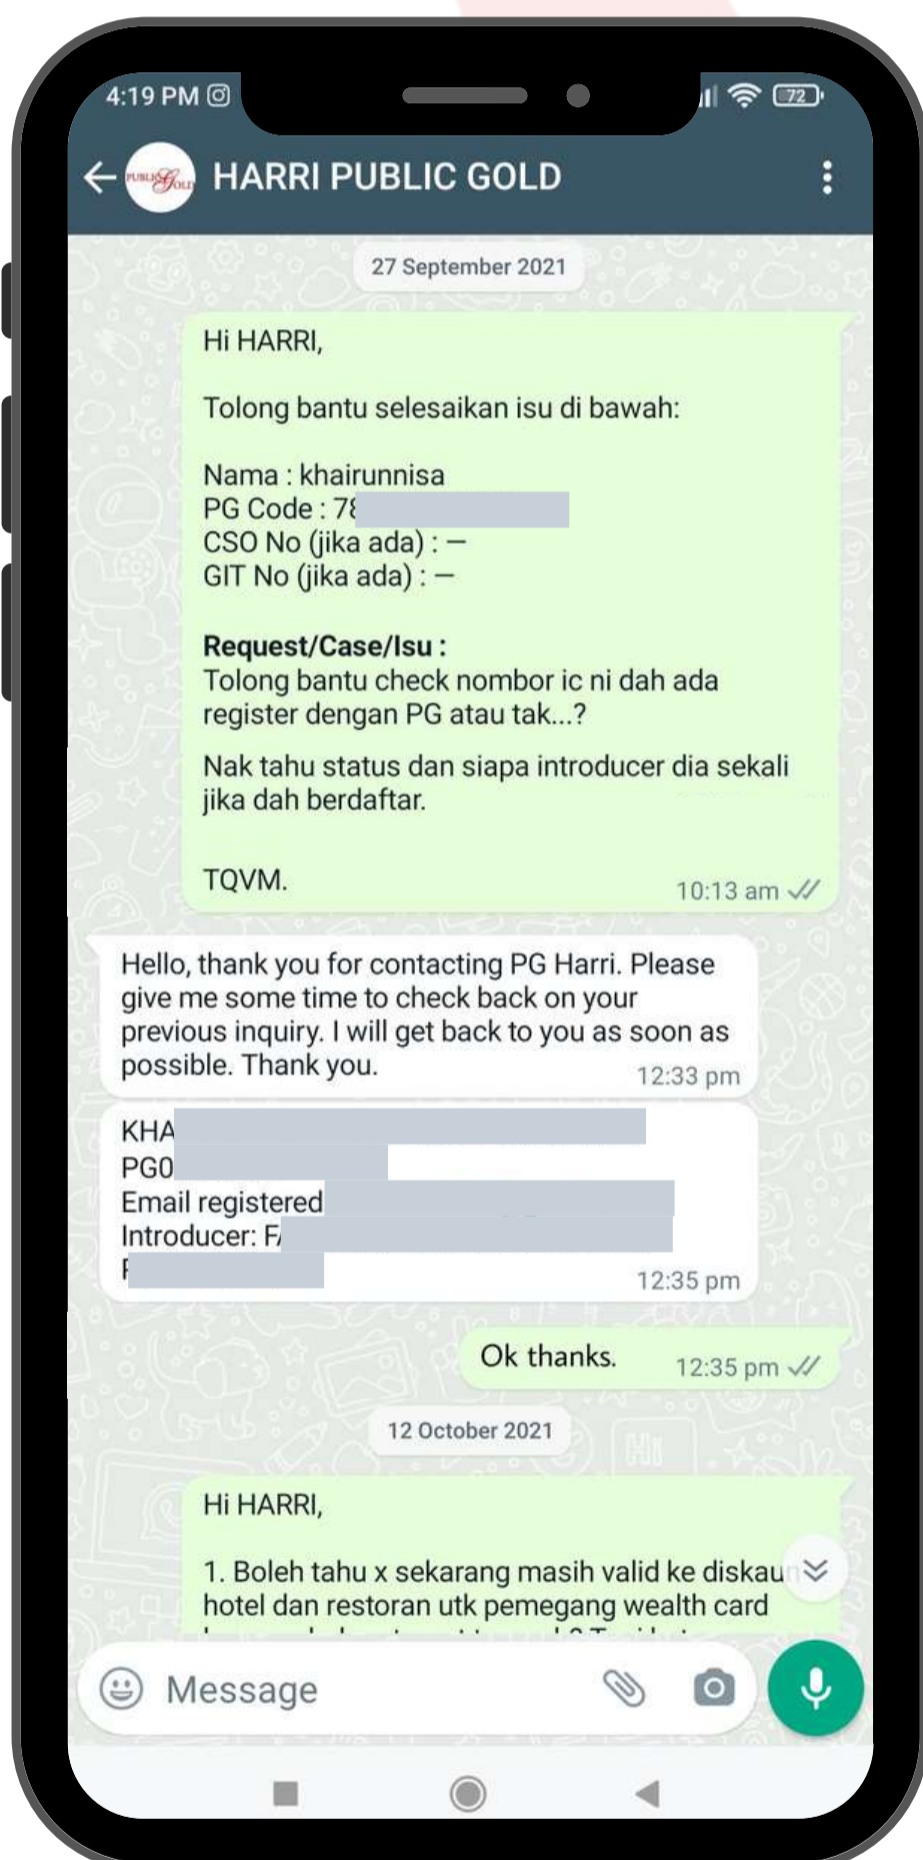 4:19 PM
72
PUBLIC GOLD
HARRI PUBLIC GOLD
27 September 2021
Hi HARRI,
Tolong bantu selesaikan isu di bawah:
Nama : khairunnisa
PG Code : 78
CSO No (jika ada) : –
GIT No (jika ada) : –
Request/Case/Isu :
Tolong bantu check nombor ic ni dah ada
register dengan PG atau tak...?
Nak tahu status dan siapa introducer dia sekali
jika dah berdaftar.
TQVM.
10:13 am
Hello, thank you for contacting PG Harri. Please
give me some time to check back on your
previous inquiry. I will get back to you as soon as
possible. Thank you.
12:33 pm
KHA
PG0
Email registered
Introducer: FA
12:35 pm
Ok thanks.
12:35 pm
12 October 2021
Hi HARRI,
1. Boleh tahu x sekarang masih valid ke diskaun
hotel dan restoran utk pemegang wealth card
Message